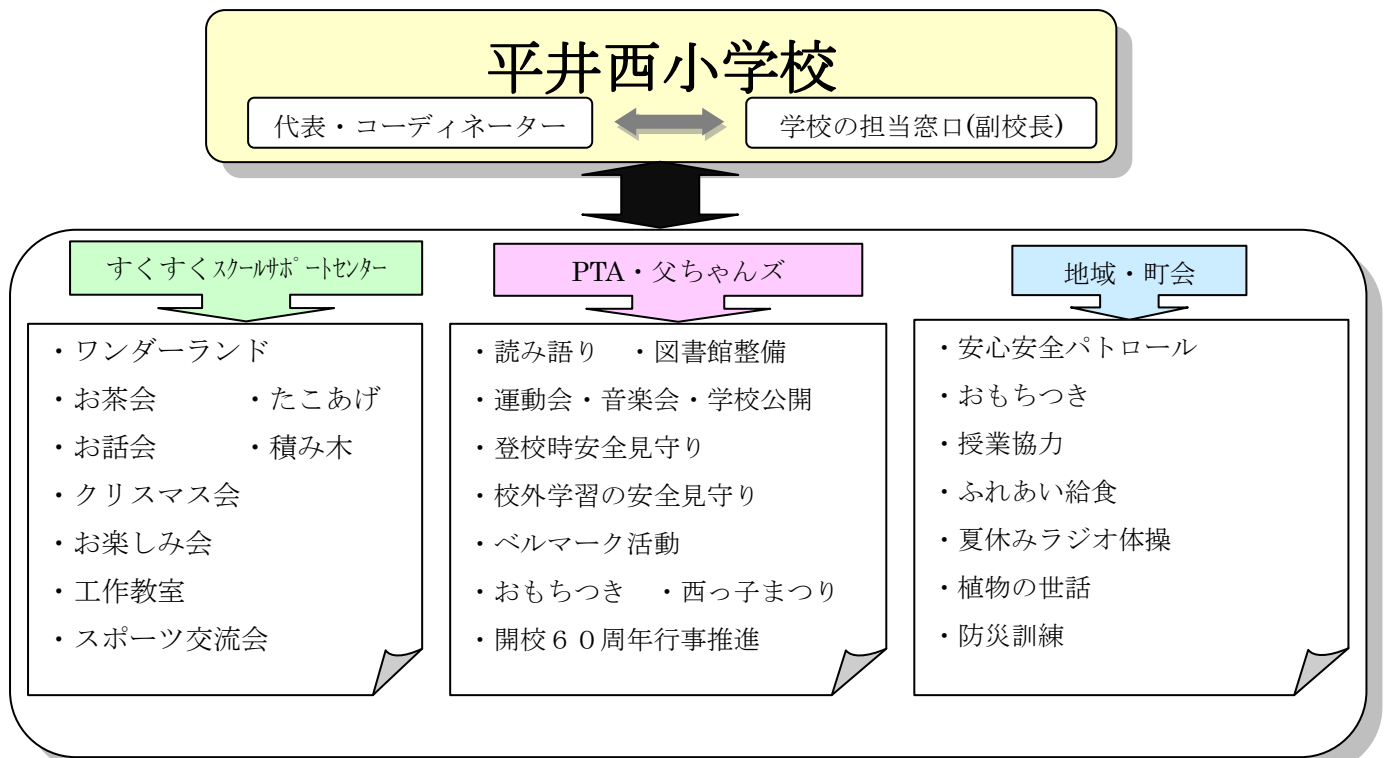 平井西小学校
代表・コーディネーター
学校の担当窓口(副校長)
すくすくスクールサポートセンター
・ワンダーランド
・お茶会 ・たこあげ
・お話会 ・積み木
・クリスマス会
・お楽しみ会
・工作教室
・スポーツ交流会
PTA・父ちゃんズ
・読み語り ・図書館整備
・運動会・音楽会・学校公開
・登校時安全見守り
・校外学習の安全見守り
・ベルマーク活動
・おもちつき ・西っ子まつり
・開校６０周年行事推進
地域・町会
・安心安全パトロール
・おもちつき
・授業協力
・ふれあい給食
・夏休みラジオ体操
・植物の世話
・防災訓練